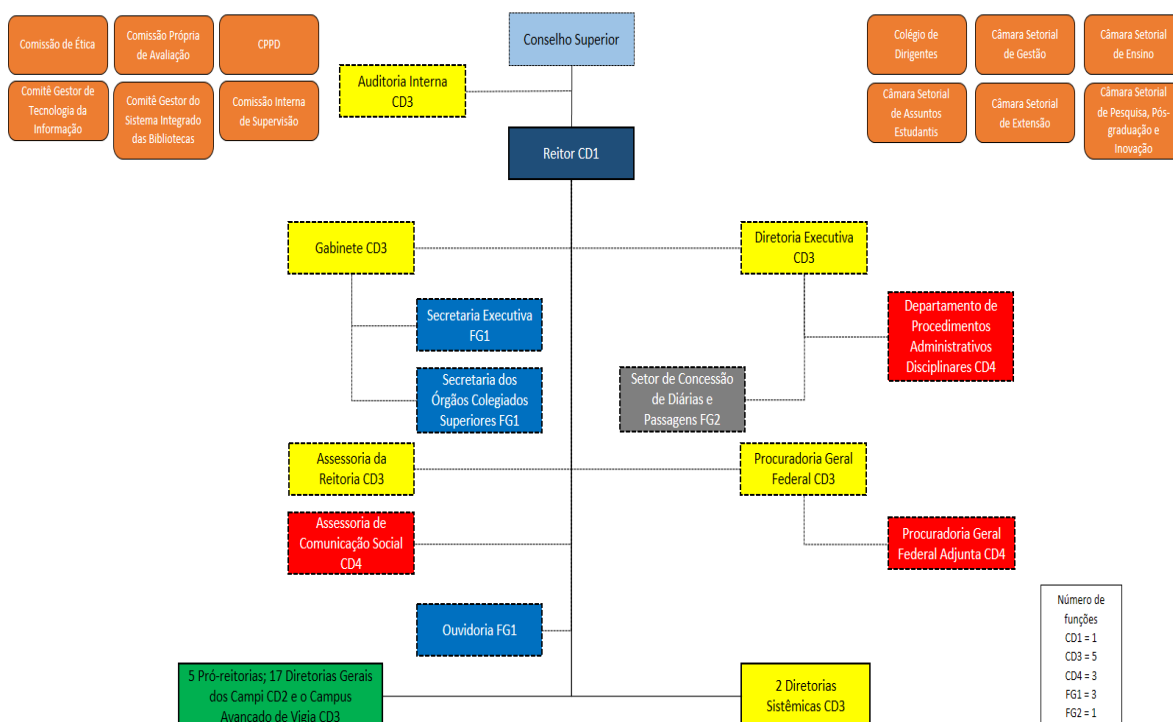 Comissão de Ética
Comissão Própria
de Avaliação
CPPD
Comitê Gestor de
Tecnologia da
Informação
Comitê Gestor do
Sistema Integrado
das Bibliotecas
Comissão Interna
de Supervisão
Conselho Superior
Auditoria Interna
CD3
Colégio de
Dirigentes
Câmara Setorial
de Gestão
Câmara Setorial
de Ensino
Câmara Setorial
de Assuntos
Estudantis
Câmara Setorial
de Extensão
Câmara Setorial
de Pesquisa, Pós-
graduação e
Inovação
Reitor CD1
Gabinete CD3
Diretoria Executiva
CD3
Secretaria Executiva
FG1
Departamento de
Procedimentos
Administrativos
Disciplinares CD4
Secretaria dos
Órgãos Colegiados
Superiores FG1
Setor de Concessão
de Diárias e
Passagens FG2
Assessoria da
Reitoria CD3
Procuradoria Geral
Federal CD3
Assessoria de
Comunicação Social
CD4
Procuradoria Geral
Federal Adjunta CD4
Ouvidoria FG1
5 Pró-reitorias; 17 Diretorias Gerais
dos Campi CD2 e o Campus
Avançado de Vigia CD3
2 Diretorias
Sistêmicas CD3
Número de
funções
CD1 = 1
CD3 = 5
CD4 = 3
FG1 = 3
FG2 = 1